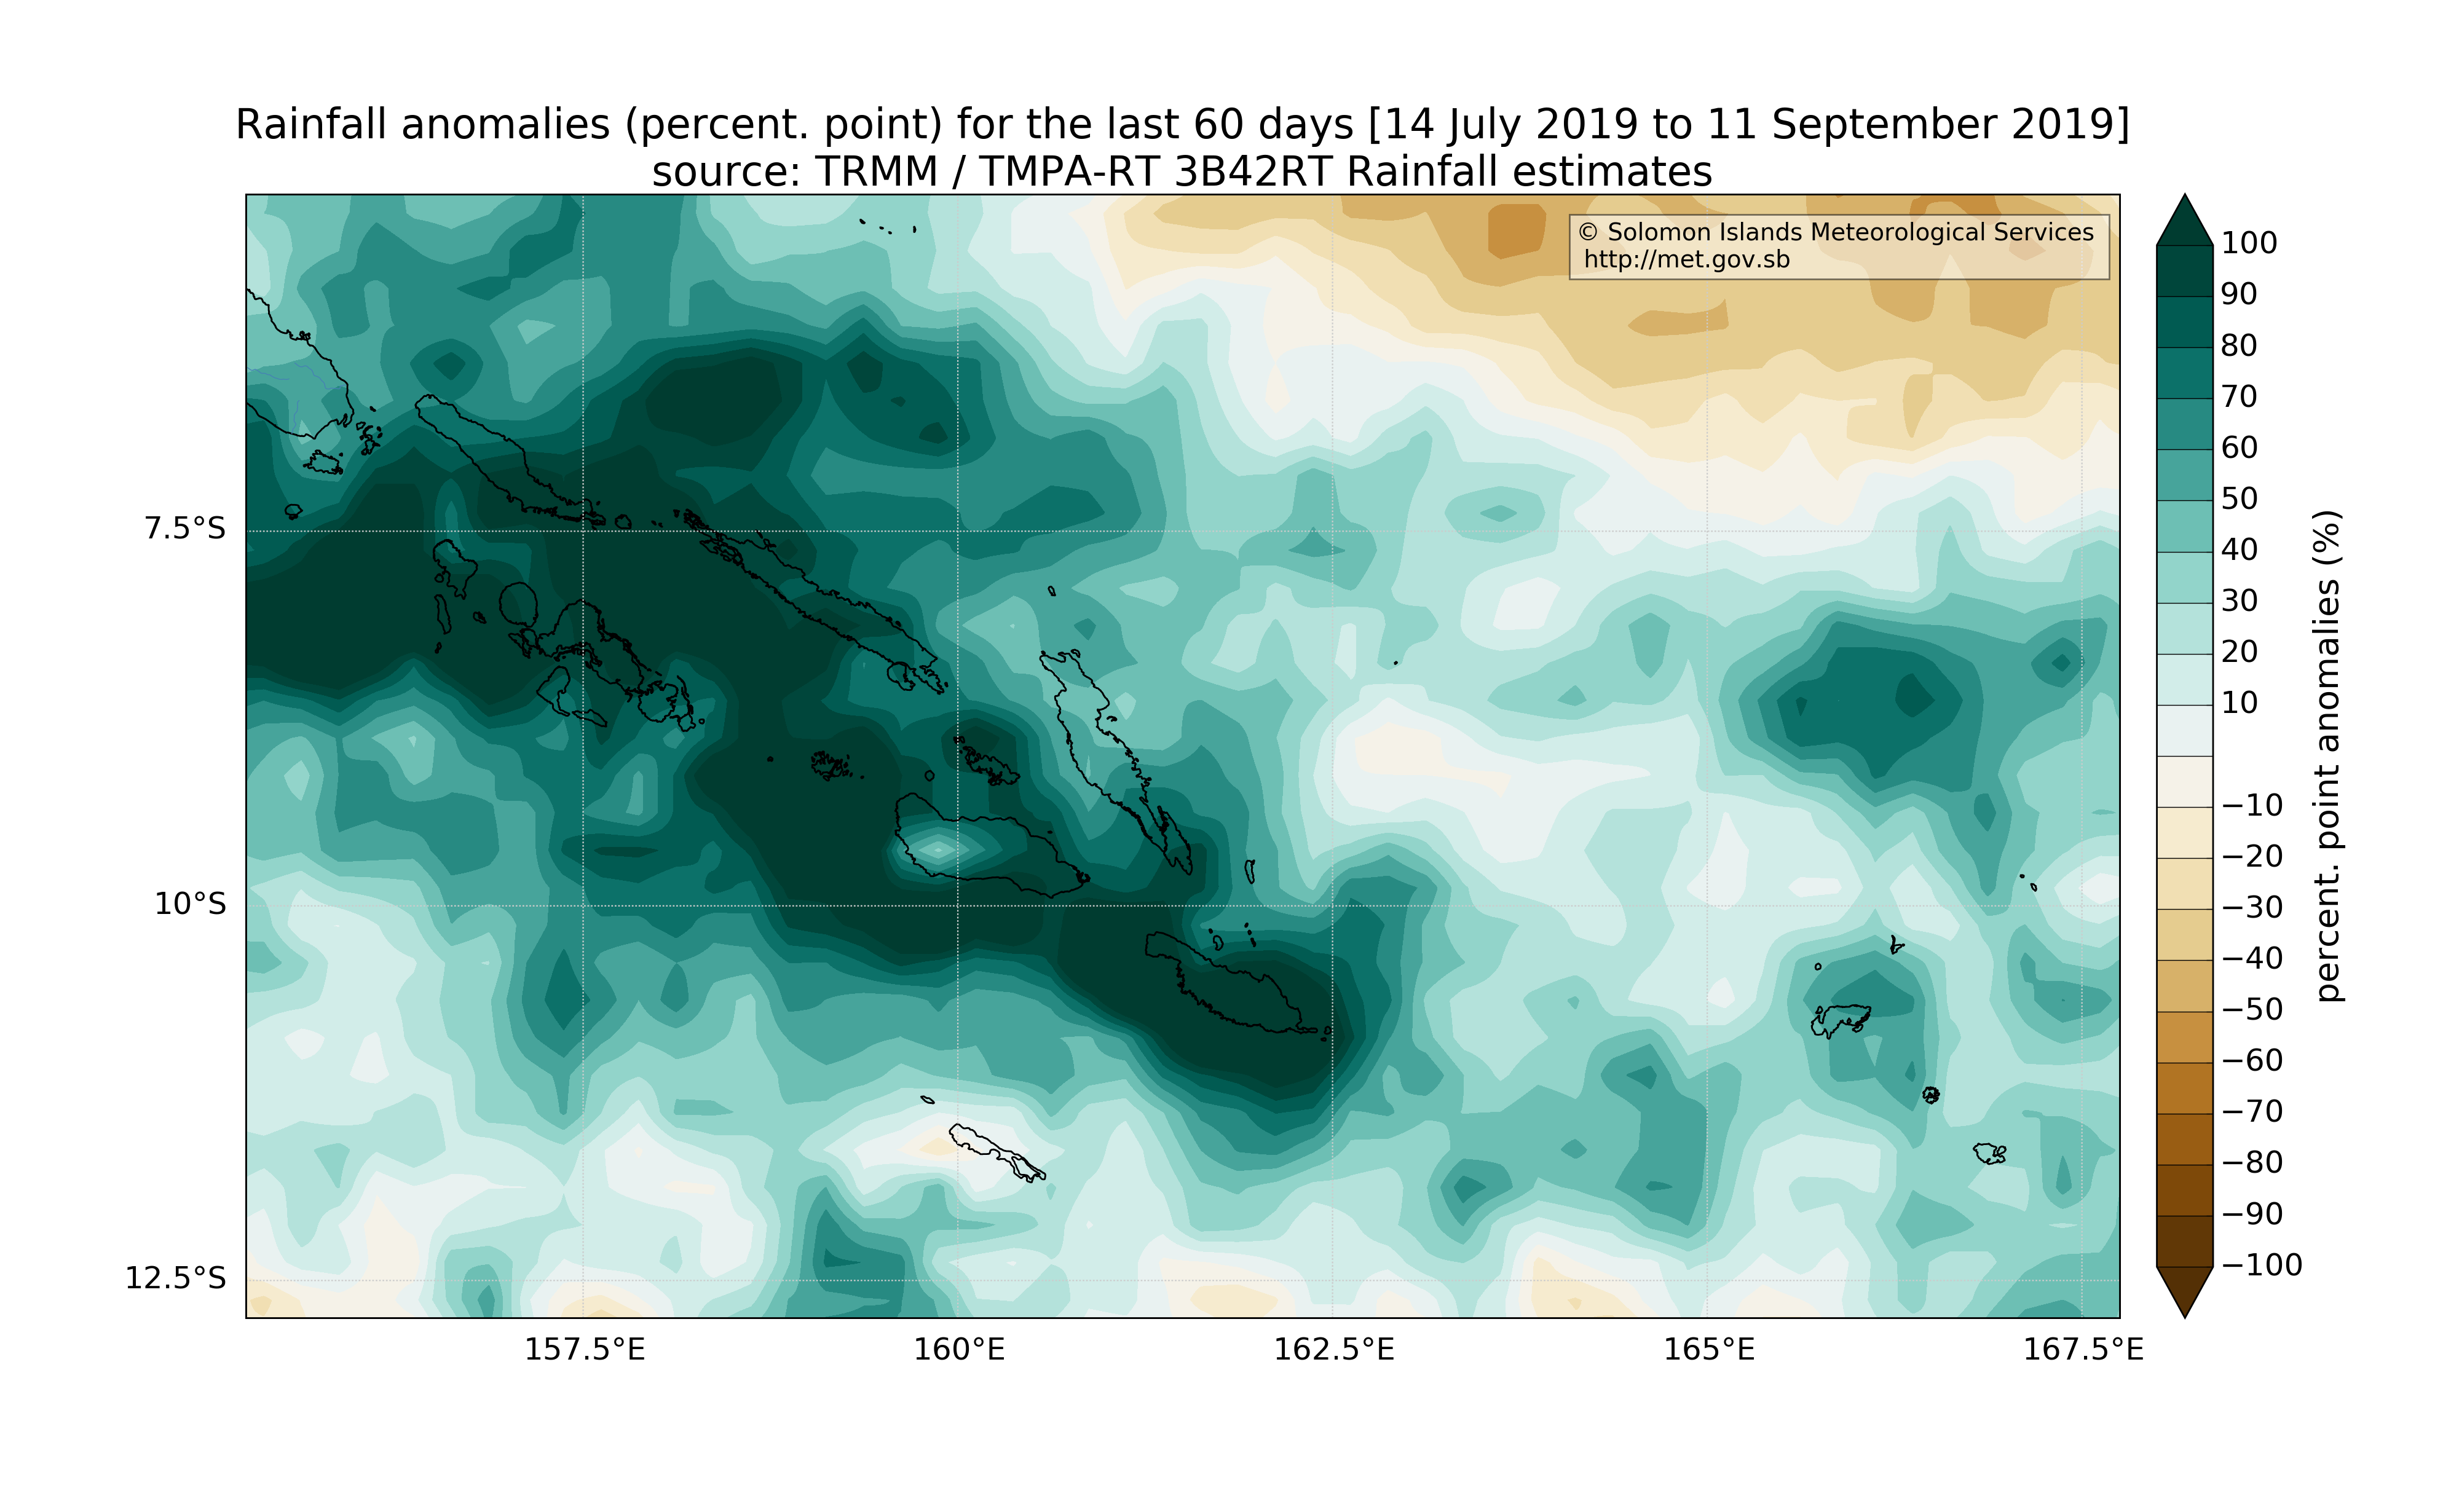 Rainfall anomalies (percent. point) for the last 60 days [14 July 2019 to 11 September 2019]
source: TRMM / TMPA-RT 3B42RT Rainfall estimates
© Solomon Islands Meteorological Services
http://met.gov.sb
7.5°S
10°S
12.5°S
157.5°E
160°E
162.5°E
165°E
167.5°E
100
90
80
70
60
50
40
30
20
10
−10
−20
−30
−40
−50
−60
−70
−80
−90
−100
percent. point anomalies (%)